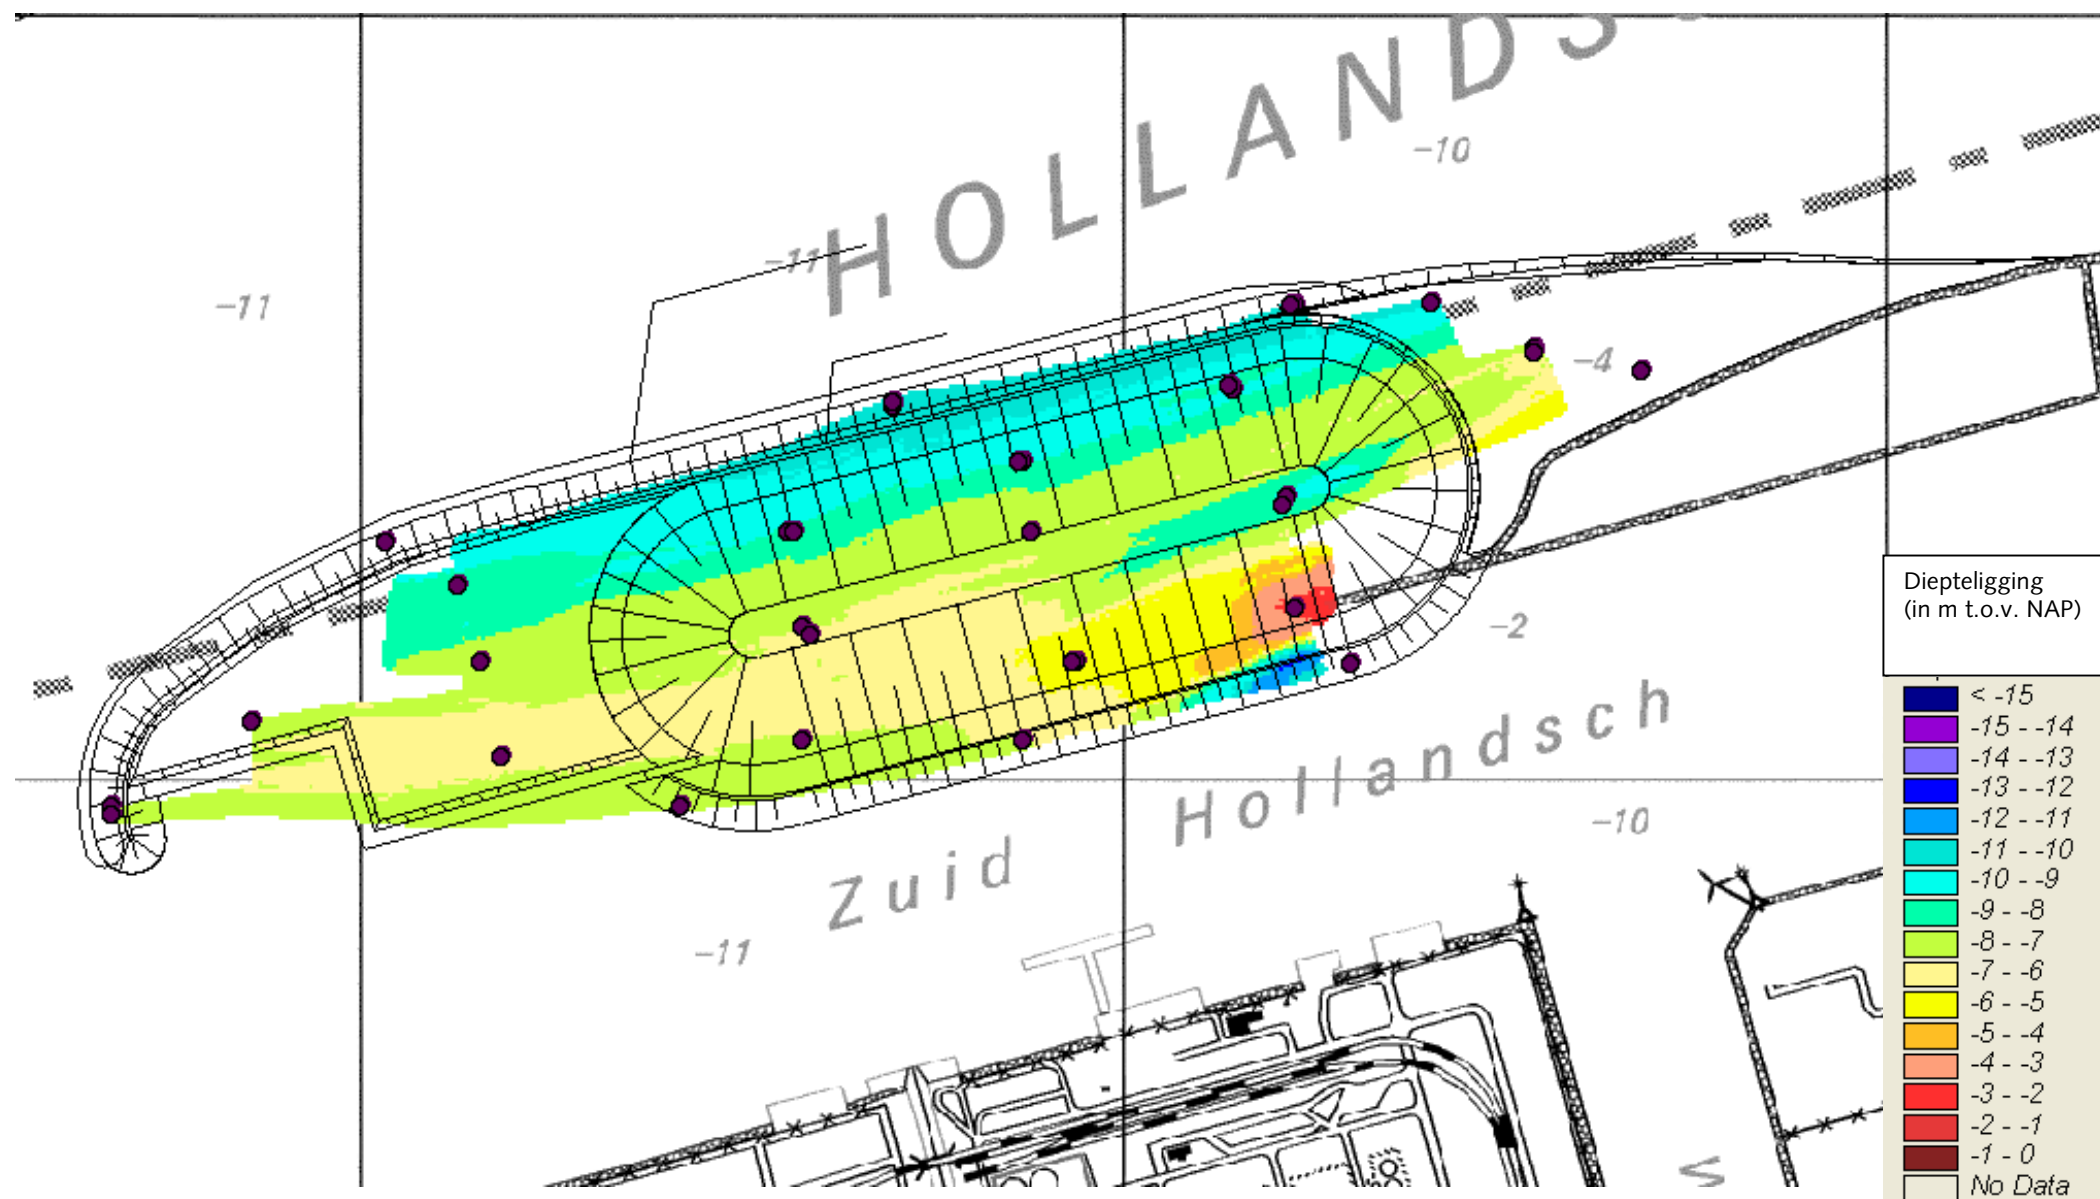 HOLLANDS
-10
-11
-11
-4
-2
Hollandsch
Zuid
-10
-11
Diepteligging
(in m t.o.v. NAP)
< -15
-15 - -14
-14 - -13
-13 - -12
-12 - -11
-11 - -10
-10 - -9
-9 - -8
-8 - -7
-7 - -6
-6 - -5
-5 - -4
-4 - -3
-3 - -2
-2 - -1
-1 - 0
No Data